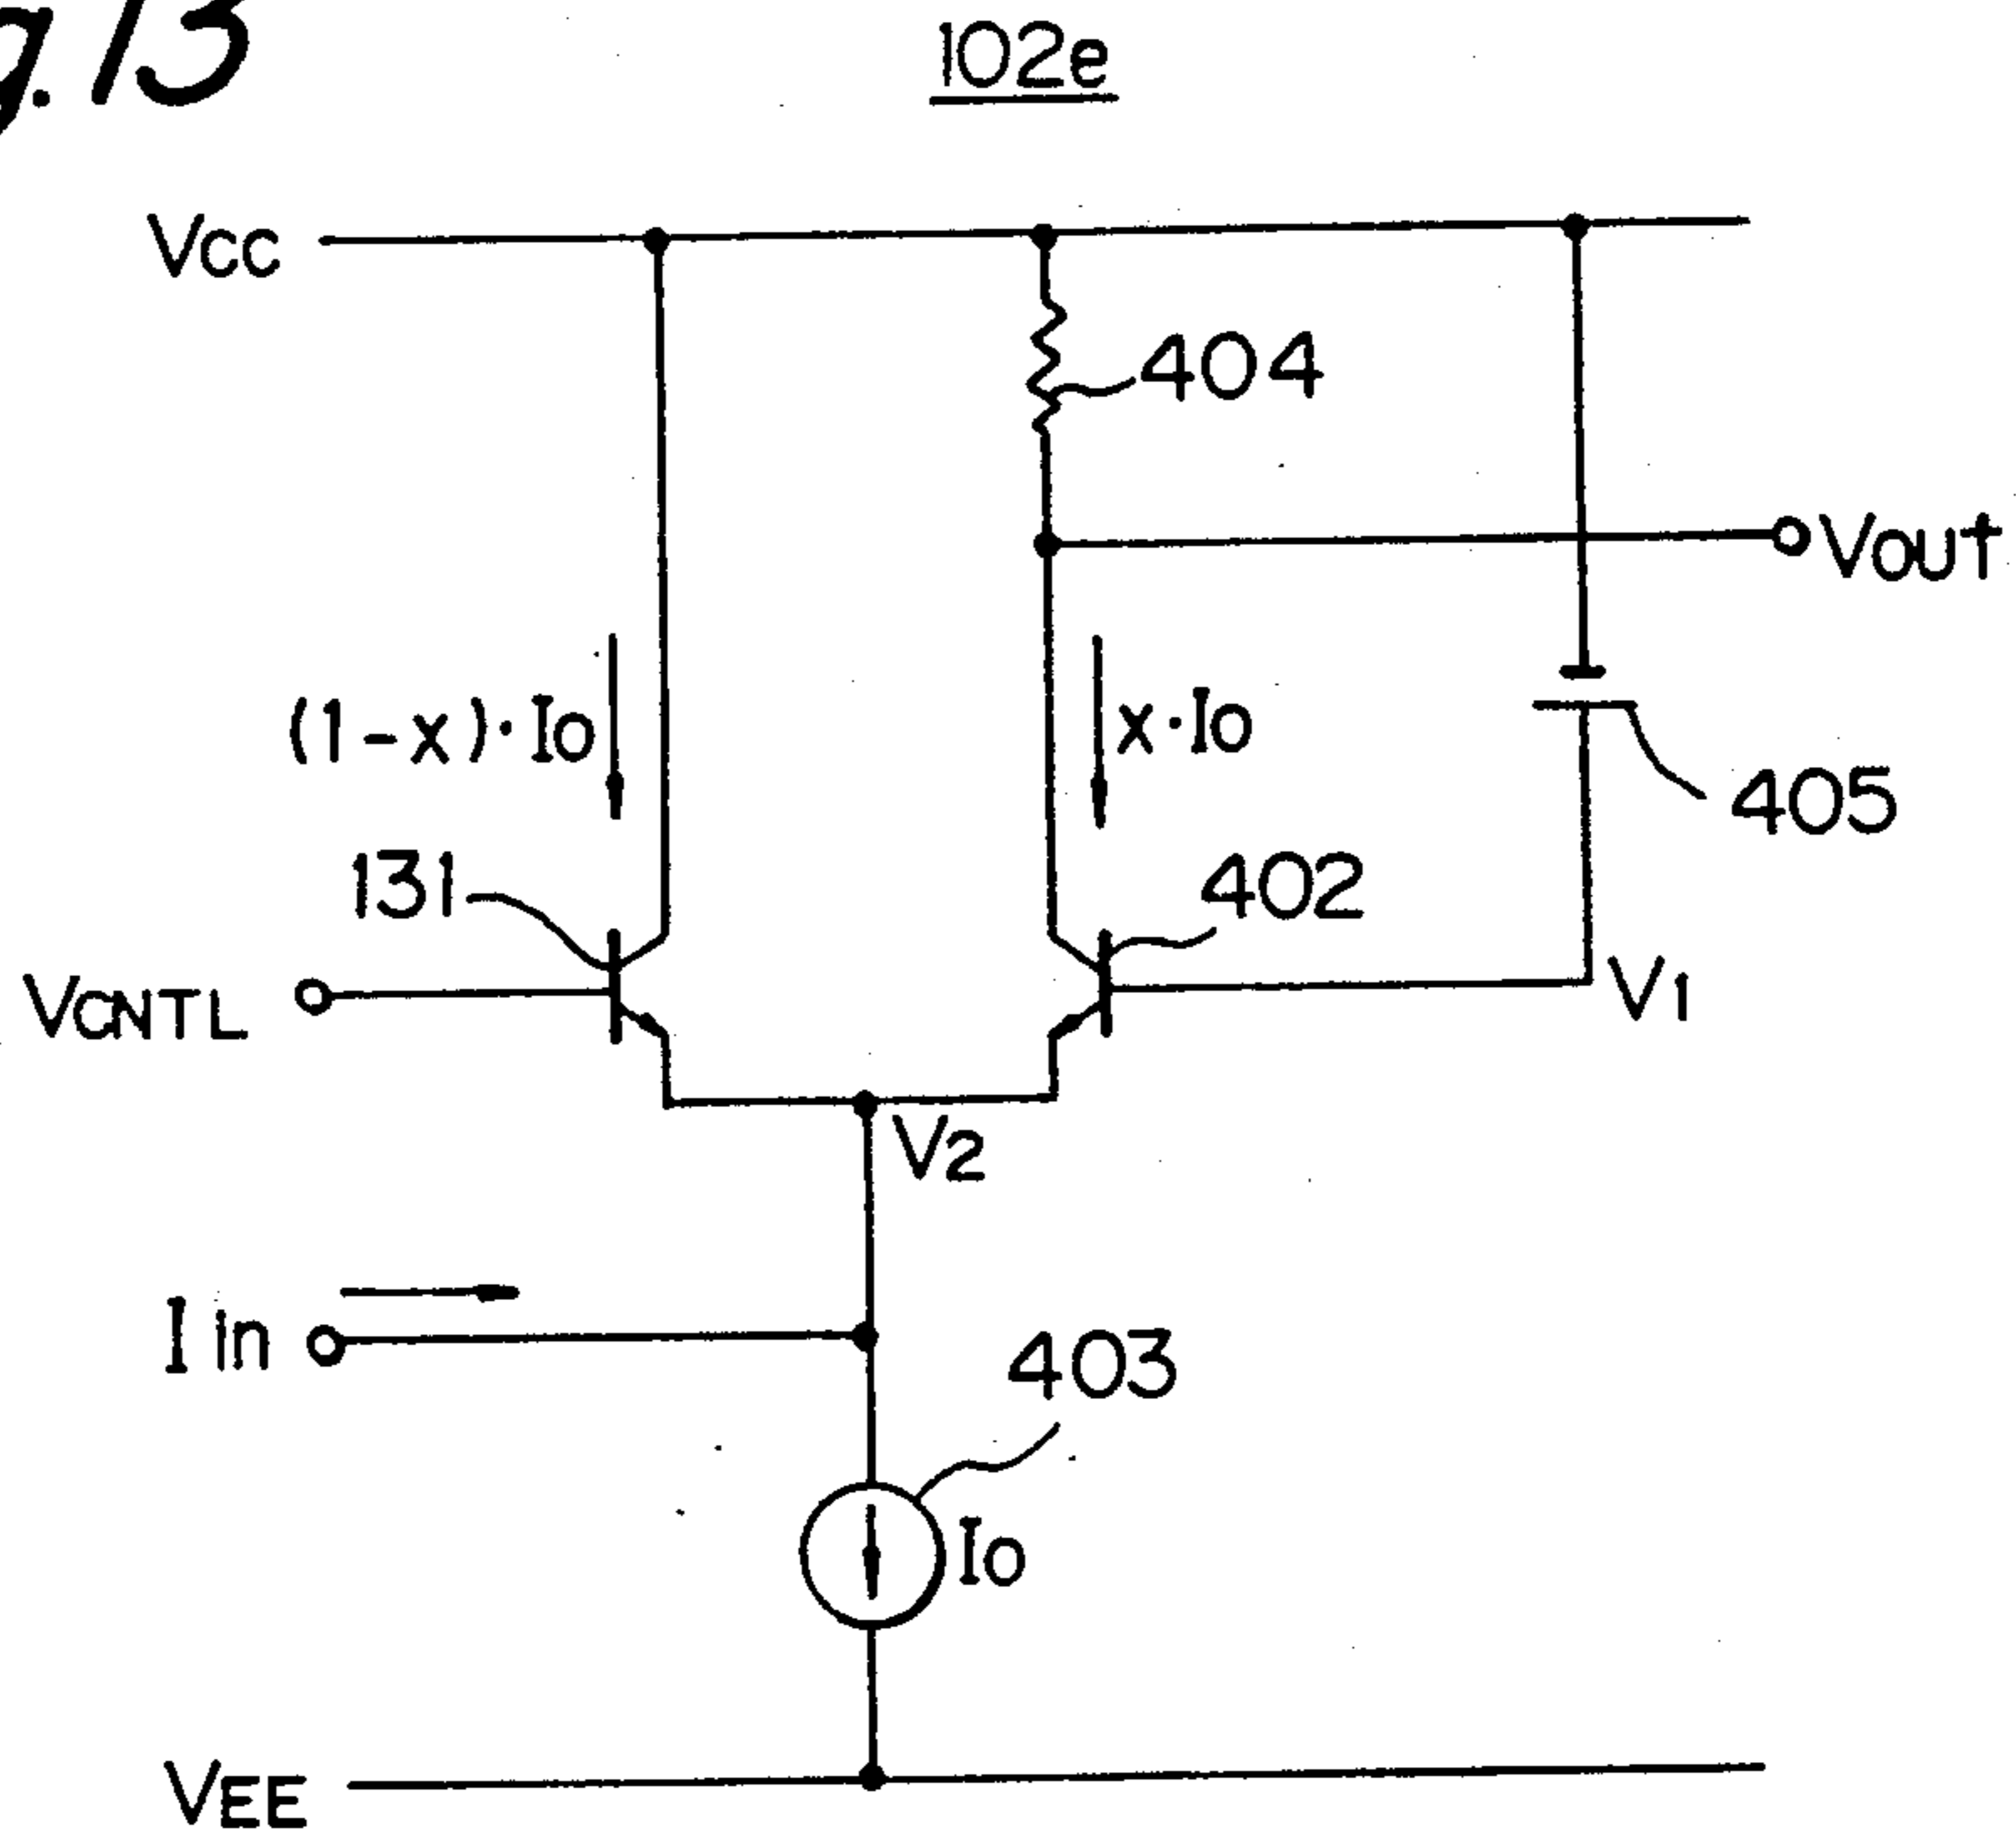 g. 13
102e
VCC
404
Vout
(1-x)·Io
x·Io
405
131
402
VCNTL
V1
V2
I in
403
Io
VEE